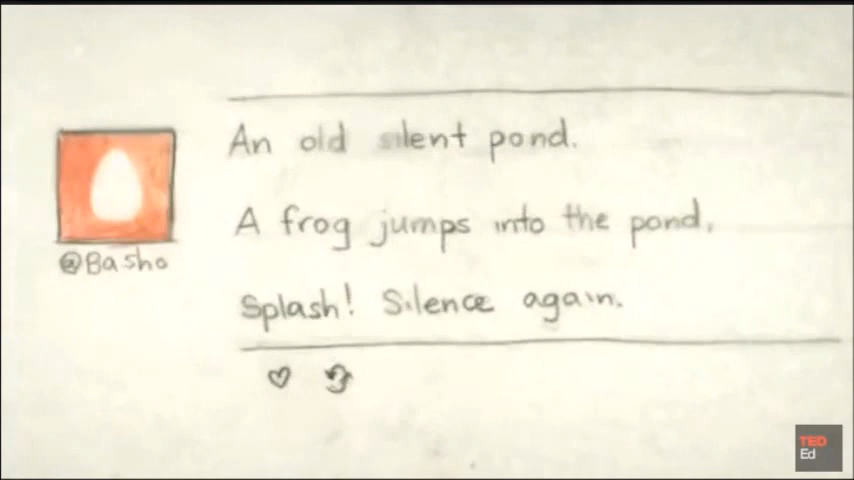 An old silent pond.
A frog jumps into the pond,
@Basho
Splash! Silence again.
TED
Ed